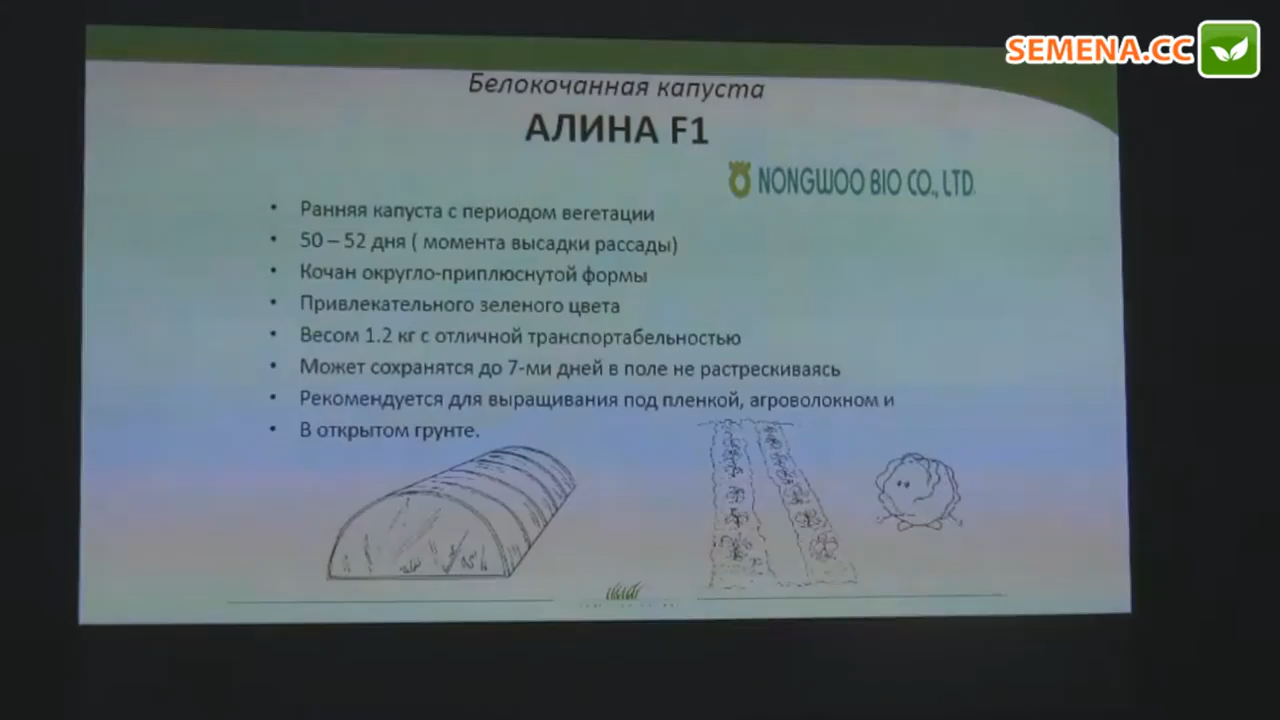 SEMENA.CC
Белокочанная капуста
АЛИНА F1
NONGWOO BIO CO., LTD.
• Ранняя капуста с периодом вегетации
• 50 – 52 дня ( момента высадки рассады)
• Кочан округло-приплюснутой формы
• Привлекательного зеленого цвета
• Весом 1.2 кг с отличной транспортабельностью
• Может сохранятся до 7-ми дней в поле не растрескиваясь
• Рекомендуется для выращивания под пленкой, агроволокном и
• В открытом грунте.